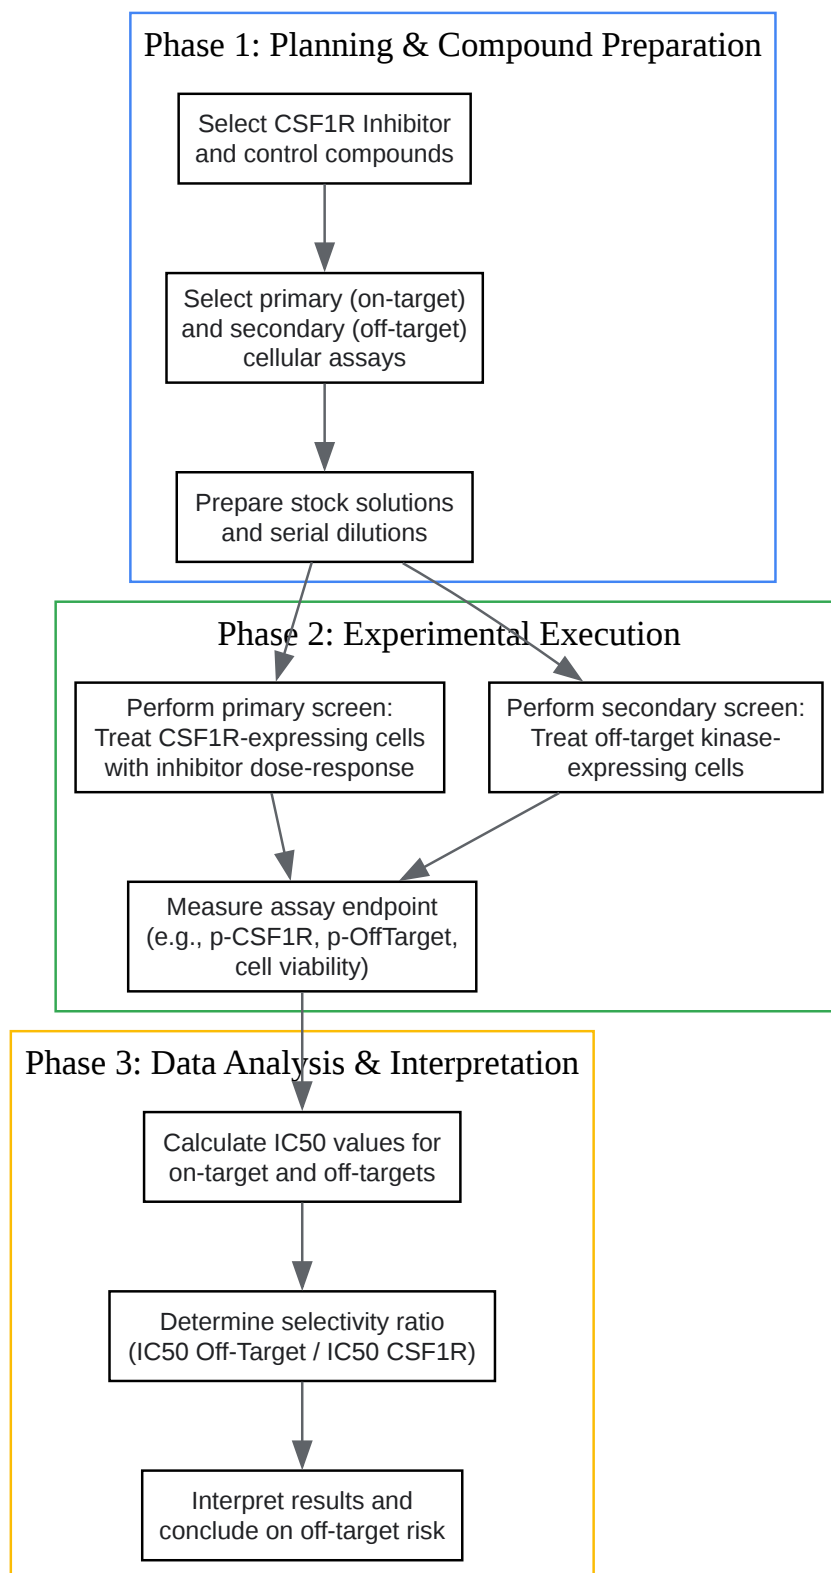 Phase 1: Planning & Compound Preparation
Select CSF1R Inhibitor
and control compounds
Select primary (on-target)
and secondary (off-target)
cellular assays
Prepare stock solutions
and serial dilutions
Phase 2: Experimental Execution
Perform primary screen:
Treat CSF1R-expressing cells
with inhibitor dose-response
Perform secondary screen:
Treat off-target kinase-
expressing cells
Measure assay endpoint
(e.g., p-CSF1R, p-OffTarget,
cell viability)
Phase 3: Data Analysis & Interpretation
Calculate IC50 values for
on-target and off-targets
Determine selectivity ratio
(IC50 Off-Target / IC50 CSF1R)
Interpret results and
conclude on off-target risk